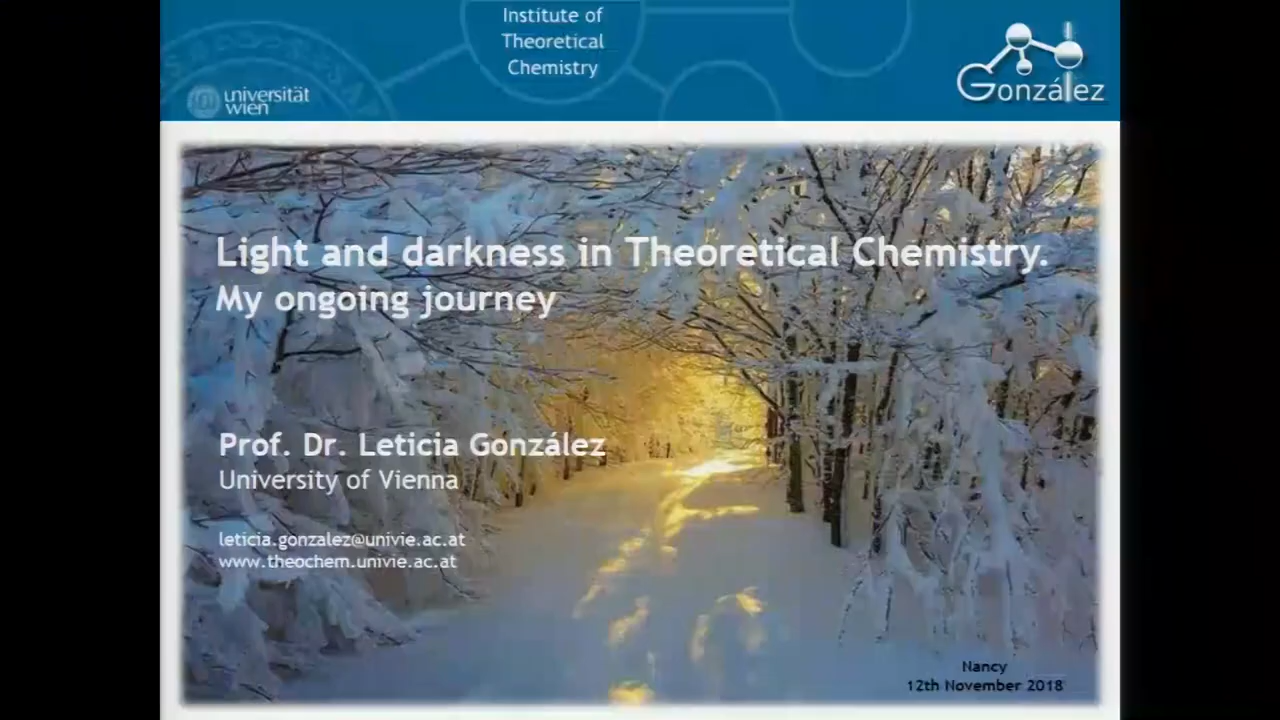 Institute of
Theoretical
Chemistry
universität
wien
González
Light and darkness in Theoretical Chemistry.
My ongoing journey
Prof. Dr. Leticia González
University of Vienna
leticia.gonzalez@univie.ac.at
www.theochem.univie.ac.at
Nancy
12th November 2018